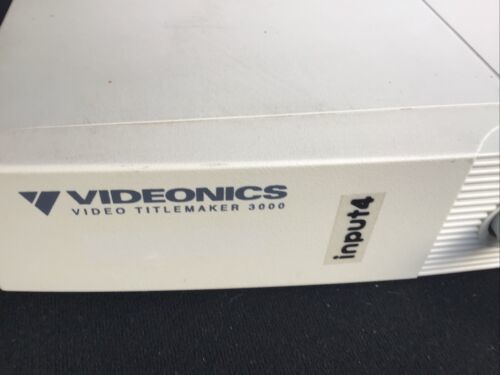 VIDEONICS
VIDEO TITLEMAKER 3000
input4